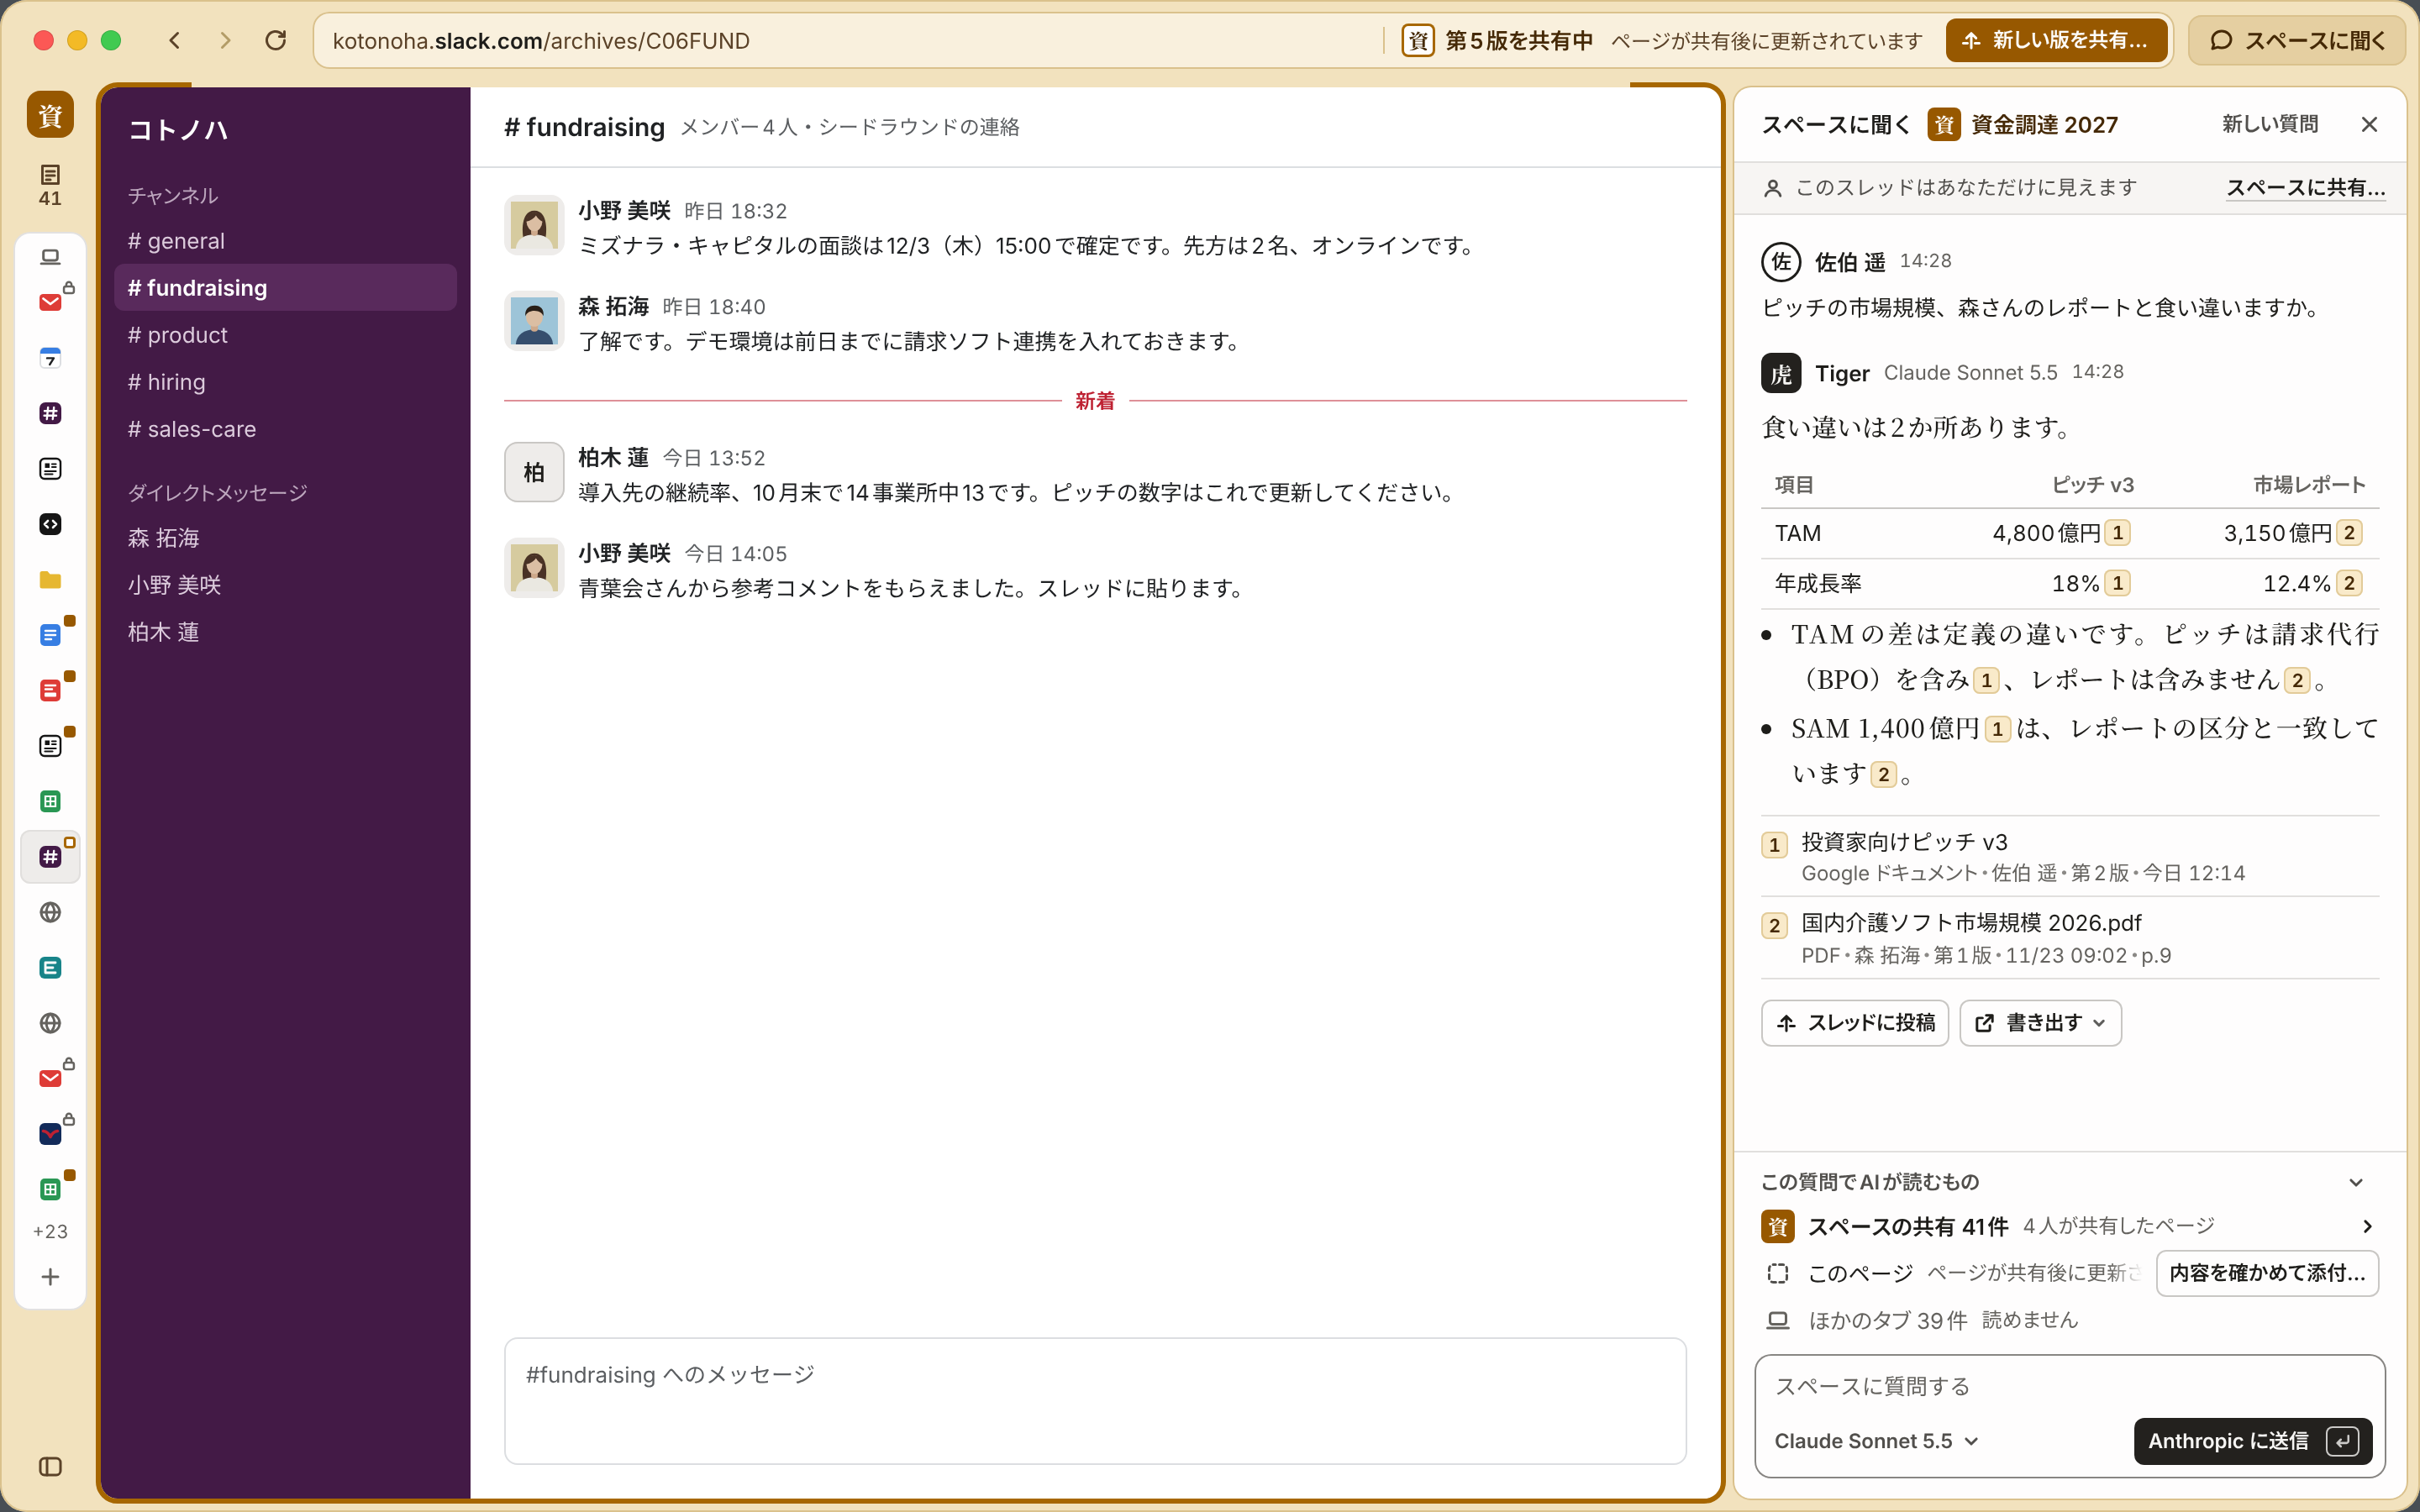 kotonoha.slack.com/archives/C06FUND
資 第5版を共有中 ページが共有後に更新されています
新しい版を共有…
スペースに聞く
資
41
7
+23
コトノハ
チャンネル
# general
# fundraising
# product
# hiring
# sales-care
ダイレクトメッセージ
森 拓海
小野 美咲
柏木 蓮
# fundraising メンバー4人・シードラウンドの連絡
小野 美咲 昨日 18:32
ミズナラ・キャピタルの面談は12/3（木）15:00で確定です。先方は2名、オンラインです。
森 拓海 昨日 18:40
了解です。デモ環境は前日までに請求ソフト連携を入れておきます。
新着
柏
柏木 蓮 今日 13:52
導入先の継続率、10月末で14事業所中13です。ピッチの数字はこれで更新してください。
小野 美咲 今日 14:05
青葉会さんから参考コメントをもらえました。スレッドに貼ります。
#fundraising へのメッセージ
スペースに聞く 資 資金調達 2027 新しい質問
このスレッドはあなただけに見えます スペースに共有…
佐 佐伯 遥 14:28
ピッチの市場規模、森さんのレポートと食い違いますか。
虎 Tiger Claude Sonnet 5.5 14:28
食い違いは2か所あります。
項目 ピッチ v3 市場レポート
TAM 4,800億円 1 3,150億円 2
年成長率 18% 1 12.4% 2
• TAMの差は定義の違いです。ピッチは請求代行
（BPO）を含み 1 、レポートは含みません 2 。
• SAM 1,400億円 1 は、レポートの区分と一致して
います 2 。
1 投資家向けピッチ v3
Google ドキュメント・佐伯 遥・第2版・今日 12:14
2 国内介護ソフト市場規模 2026.pdf
PDF・森 拓海・第1版・11/23 09:02・p.9
スレッドに投稿 書き出す
この質問でAIが読むもの
資 スペースの共有 41件 4人が共有したページ
このページ ページが共有後に更新さ 内容を確かめて添付…
ほかのタブ 39件 読めません
スペースに質問する
Claude Sonnet 5.5 Anthropic に送信